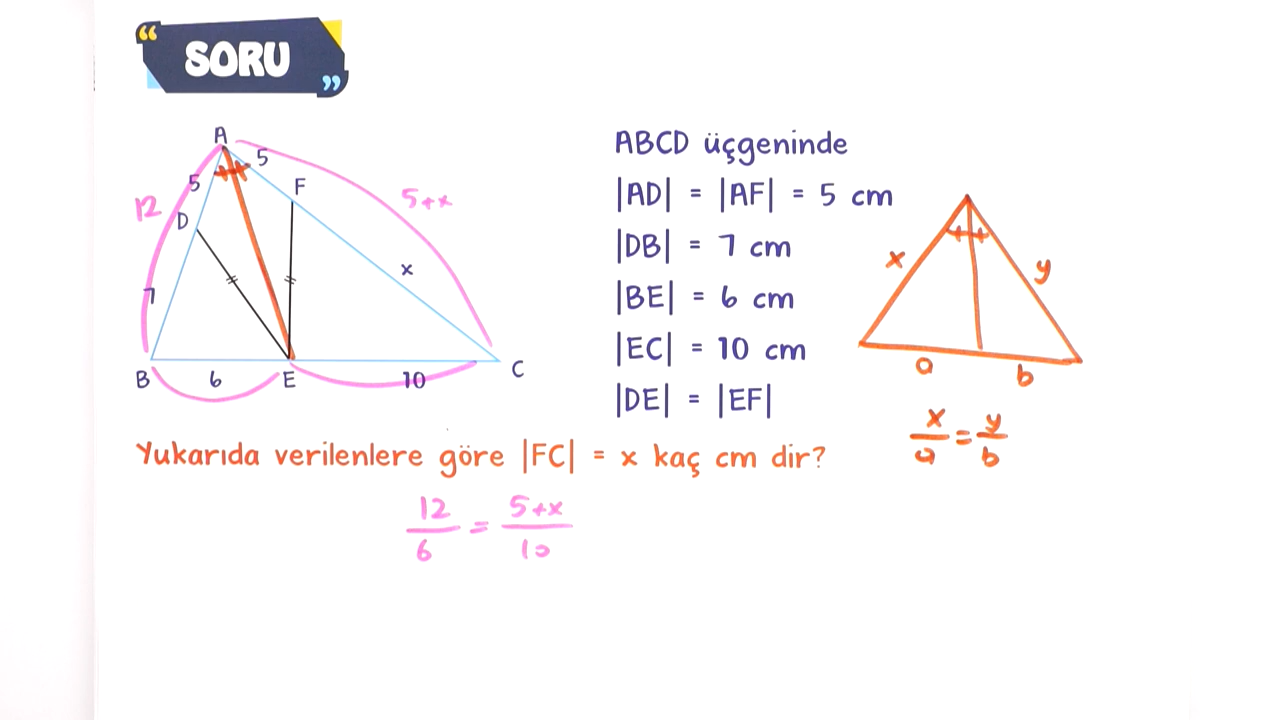 “ SORU ”
A
5
5
12
5+x
F
D
x
7
B
6
E
10
C
ABCD üçgeninde
|AD| = |AF| = 5 cm
|DB| = 7 cm
|BE| = 6 cm
|EC| = 10 cm
|DE| = |EF|
x
y
a
b
x/a = y/b
Yukarıda verilenlere göre |FC| = x kaç cm dir?
12/6 = 5+x/10